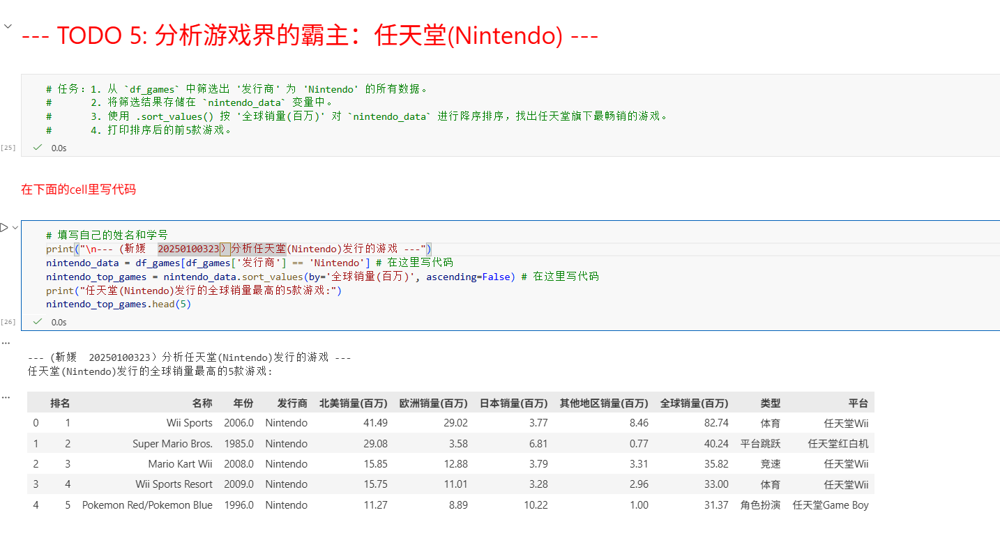 --- TODO 5: 分析游戏界的霸主：任天堂(Nintendo) ---
# 任务：1. 从 `df_games` 中筛选出 '发行商' 为 'Nintendo' 的所有数据。
#       2. 将筛选结果存储在 `nintendo_data` 变量中。
#       3. 使用 .sort_values() 按 '全球销量(百万)' 对 `nintendo_data` 进行降序排序，找出任天堂旗下最畅销的游戏。
#       4. 打印排序后的前5款游戏。
[25] 0.0s
在下面的cell里写代码
# 填写自己的姓名和学号
print("\n--- (靳媛  20250100323）分析任天堂(Nintendo)发行的游戏 ---")
nintendo_data = df_games[df_games['发行商'] == 'Nintendo'] # 在这里写代码
nintendo_top_games = nintendo_data.sort_values(by='全球销量(百万)', ascending=False) # 在这里写代码
print("任天堂(Nintendo)发行的全球销量最高的5款游戏:")
nintendo_top_games.head(5)
[26] 0.0s
...
--- (靳媛  20250100323）分析任天堂(Nintendo)发行的游戏 ---
任天堂(Nintendo)发行的全球销量最高的5款游戏:
...
排名 名称 年份 发行商 北美销量(百万) 欧洲销量(百万) 日本销量(百万) 其他地区销量(百万) 全球销量(百万) 类型 平台
0 1 Wii Sports 2006.0 Nintendo 41.49 29.02 3.77 8.46 82.74 体育 任天堂Wii
1 2 Super Mario Bros. 1985.0 Nintendo 29.08 3.58 6.81 0.77 40.24 平台跳跃 任天堂红白机
2 3 Mario Kart Wii 2008.0 Nintendo 15.85 12.88 3.79 3.31 35.82 竞速 任天堂Wii
3 4 Wii Sports Resort 2009.0 Nintendo 15.75 11.01 3.28 2.96 33.00 体育 任天堂Wii
4 5 Pokemon Red/Pokemon Blue 1996.0 Nintendo 11.27 8.89 10.22 1.00 31.37 角色扮演 任天堂Game Boy